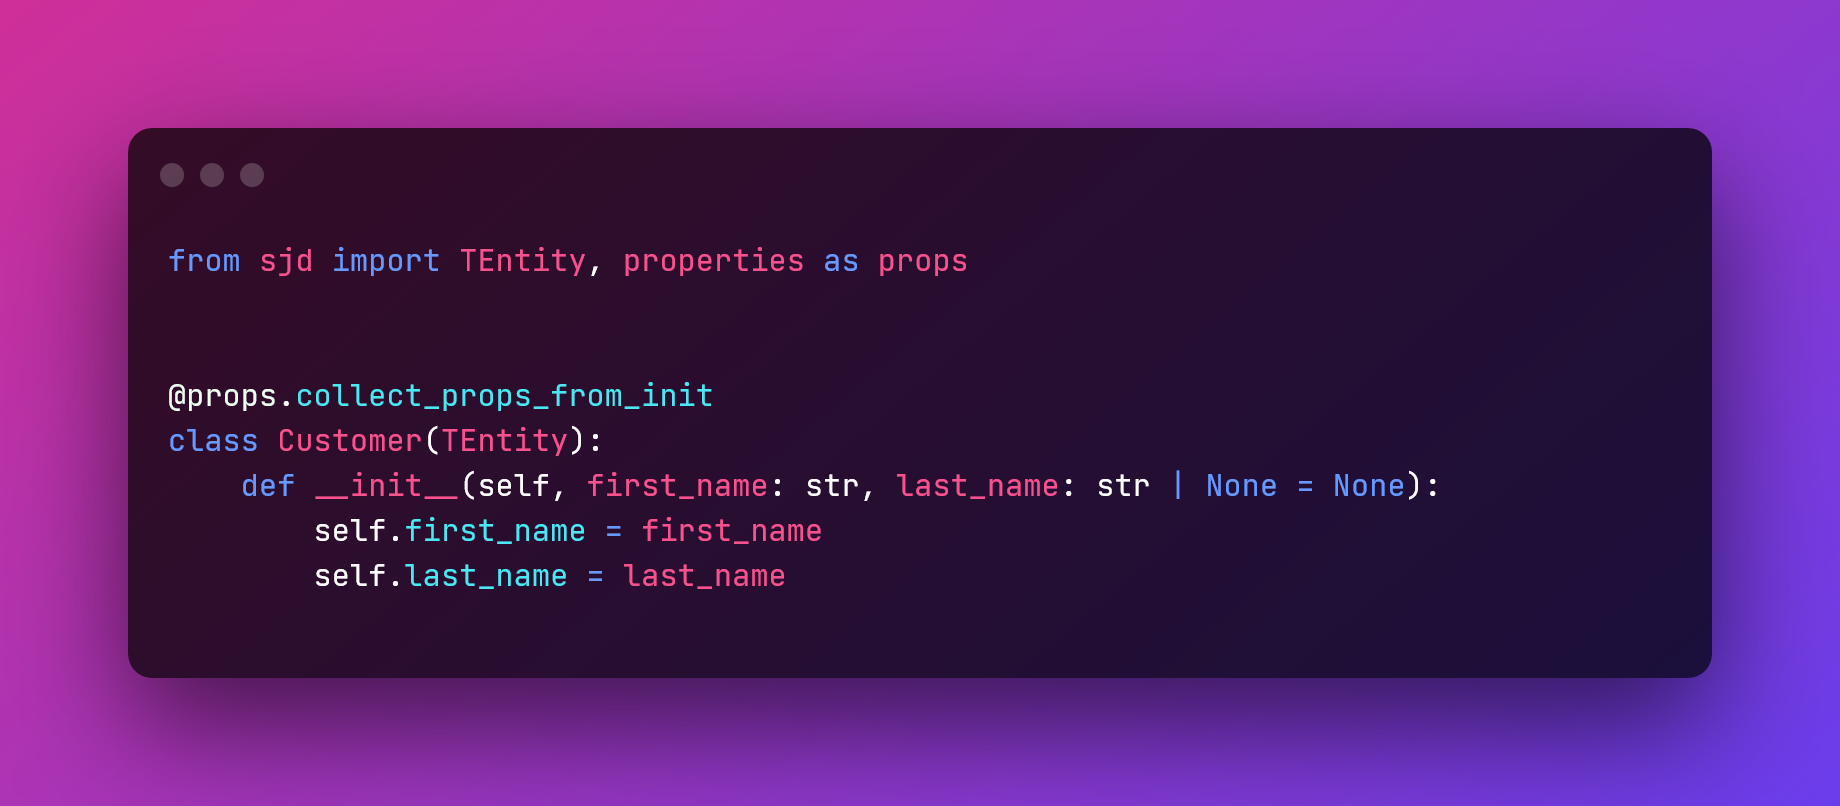 from sjd import TEntity, properties as props
@props.collect_props_from_init
class Customer(TEntity):
    def __init__(self, first_name: str, last_name: str | None = None):
        self.first_name = first_name
        self.last_name = last_name